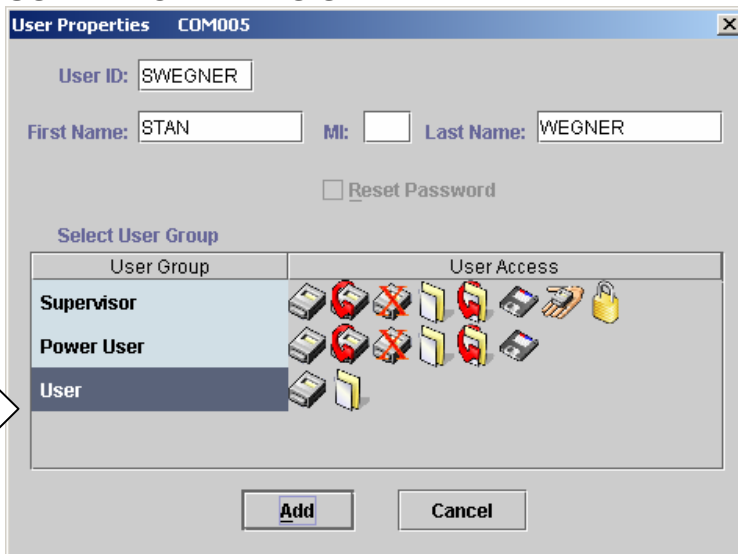 User Properties COM005
User ID: SWEGNER
First Name: STAN MI: Last Name: WEGNER
Reset Password
Select User Group
User Group User Access
Supervisor
Power User
User
Add Cancel